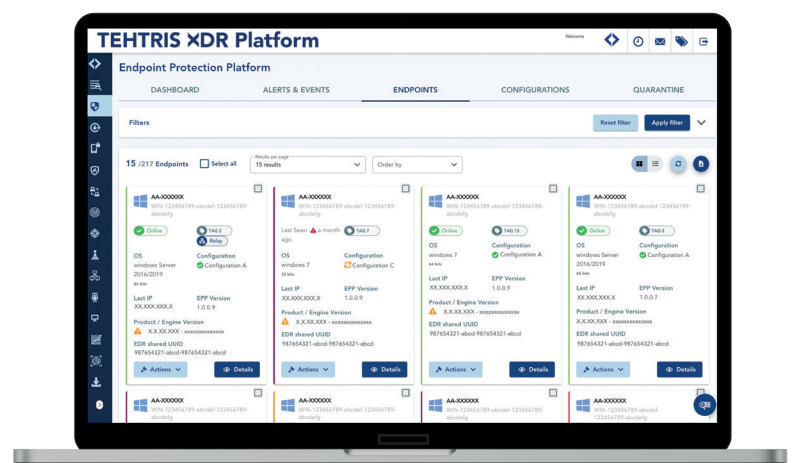 TEHTRIS XDR Platform
Welcome
Endpoint Protection Platform
DASHBOARD
ALERTS & EVENTS
ENDPOINTS
CONFIGURATIONS
QUARANTINE
Filters
Reset filter
Apply filter
15 /217 Endpoints
Select all
Results per page
15 results
Order by
AA-XXXXXX
WIN-123456789-abcdef-123456789-
abcdefg
Online
TAG 2
Relay
OS
Configuration
windows Server
2016/2019
Configuration A
64 bits
Last IP
EPP Version
XX.XXX.XXX.X
1.0.0.9
Product / Engine Version
X.X.XX.XXX - xxxxxxxxxxxxx
EDR shared UUID
987654321-abcd-987654321-abcd
Actions
Details
AA-XXXXXX
WIN-123456789-abcdef-123456789-
abcdefg
Last Seen
a month
ago
TAG 7
OS
Configuration
windows 7
Configuration C
Last IP
EPP Version
XX.XXX.XXX.X
1.0.0.9
Product / Engine Version
X.X.XX.XXX - xxxxxxxxxxxxx
EDR shared UUID
987654321-abcd-987654321-abcd
Actions
Details
AA-XXXXXX
WIN-123456789-abcdef-123456789-
abcdefg
Online
TAG 13
OS
Configuration
windows 7
Configuration A
64 bits
Last IP
EPP Version
XX.XXX.XXX.X
1.0.0.9
Product / Engine Version
X.X.XX.XXX - xxxxxxxxxxxxx
EDR shared UUID
987654321-abcd-987654321-abcd
Actions
Details
AA-XXXXXX
WIN-123456789-abcdef-
123456789-abcdefg
Online
TAG 2
OS
Configuration
windows Server
2016/2019
Configuration A
64 bits
Last IP
EPP Version
XX.XXX.XXX.X
1.0.0.7
Product / Engine Version
X.X.XX.XXX - xxxxxxxxxxxxx
EDR shared UUID
987654321-abcd-987654321-abcd
Actions
Details
AA-XXXXXX
WIN-123456789-abcdef-123456789-
abcdefg
AA-XXXXXX
WIN-123456789-abcdef-123456789-
abcdefg
AA-XXXXXX
WIN-123456789-abcdef-123456789-
abcdefg
AA-XXXXXX
WIN-123456789-abcdef-
123456789-abcdefg